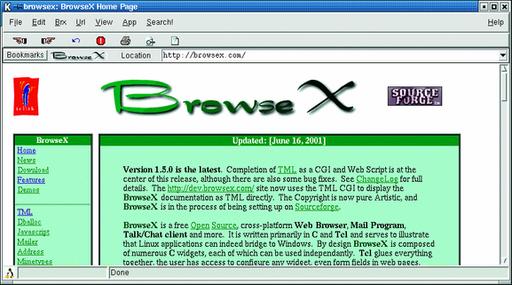 browsex: BrowseX Home Page
File Edit Bro Url View App Search! Help
Bookmarks BrowseX Location http://browsex.com/
BrowseX SOURCE
FORGE
BrowseX
Home
News
Download
Features
Demos
TML
Dballoc
Javascript
Mailer
Address
Mimetypes
Updated: [June 16, 2001]
Version 1.5.0 is the latest. Completion of TML as a CGI and Web Script is at the
center of this release, although there are also some bug fixes. See ChangeLog for full
details. The http://dev.browsex.com/ site now uses the TML CGI to display the
BrowseX documentation as TML directly. The Copyright is now pure Artistic, and
BrowseX is in the process of being setting up on Sourceforge.
BrowseX is a free Open Source, cross-platform Web Browser, Mail Program,
Talk/Chat client and more. It is written primarily in C and Tcl and serves to illustrate
that Linux applications can indeed bridge to Windows. By design BrowseX is composed
of numerous C widgets, each of which can be used independantly. Tcl glues everything
together, the user has access to configure any widget, even form fields in web pages.
Done